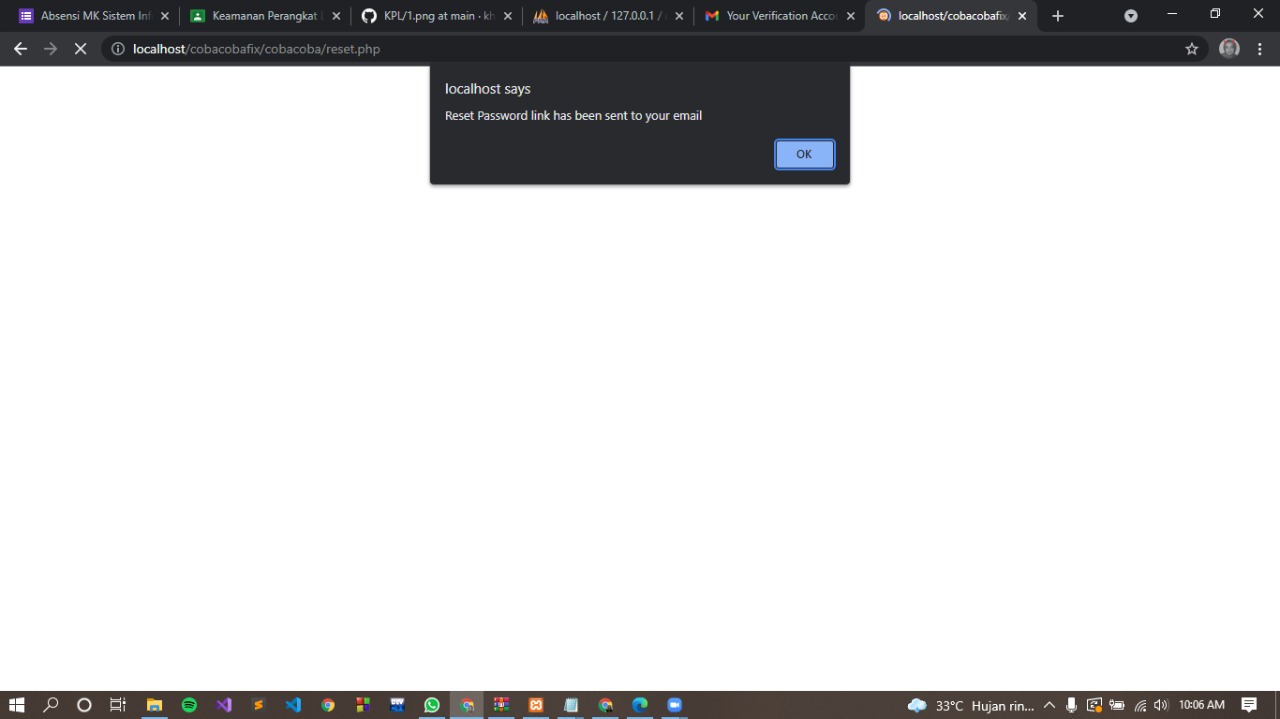 Absensi MK Sistem Inf
Keamanan Perangkat L
KPL/1.png at main · kh
localhost / 127.0.0.1 /
Your Verification Accou
localhost/cobacobafix/
localhost/cobacobafix/cobacoba/reset.php
localhost says
Reset Password link has been sent to your email
OK
33°C Hujan rin...
10:06 AM